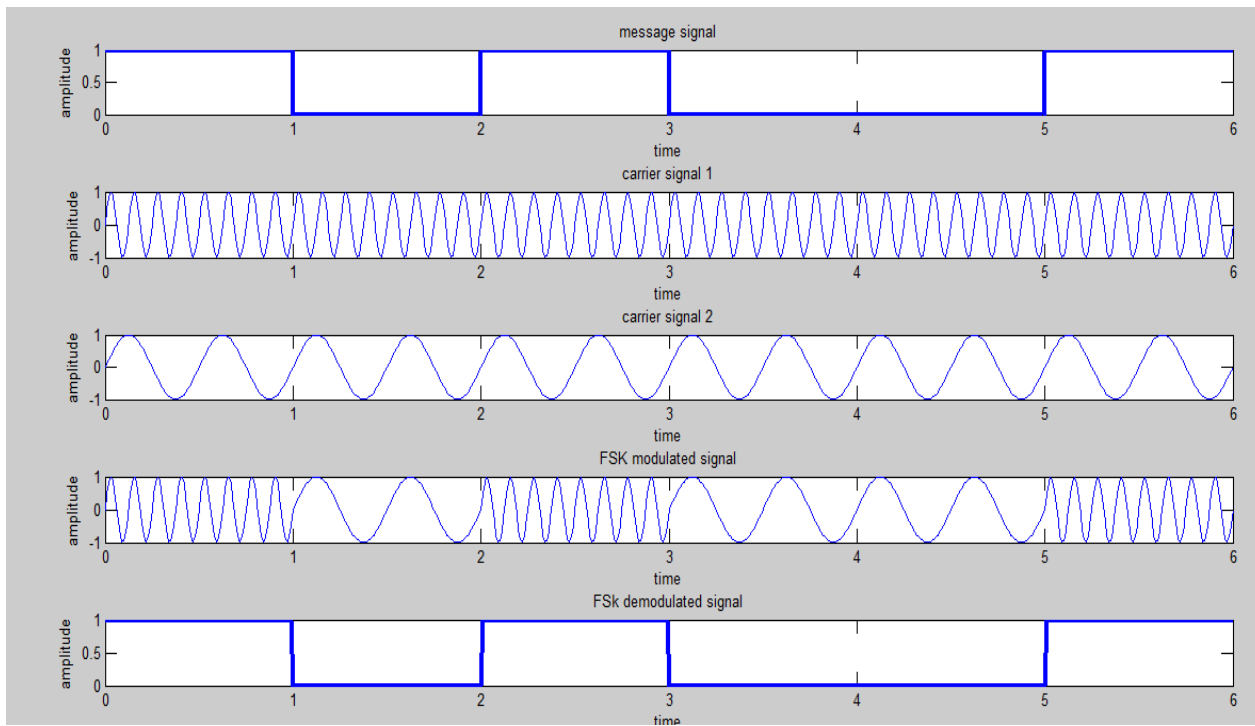 message signal
amplitude
1
0.5
0
0 1 2 3 4 5 6
time
carrier signal 1
amplitude
1
0
-1
0 1 2 3 4 5 6
time
carrier signal 2
amplitude
1
0
-1
0 1 2 3 4 5 6
time
FSK modulated signal
amplitude
1
0
-1
0 1 2 3 4 5 6
time
FSk demodulated signal
amplitude
1
0.5
0
0 1 2 3 4 5 6
time